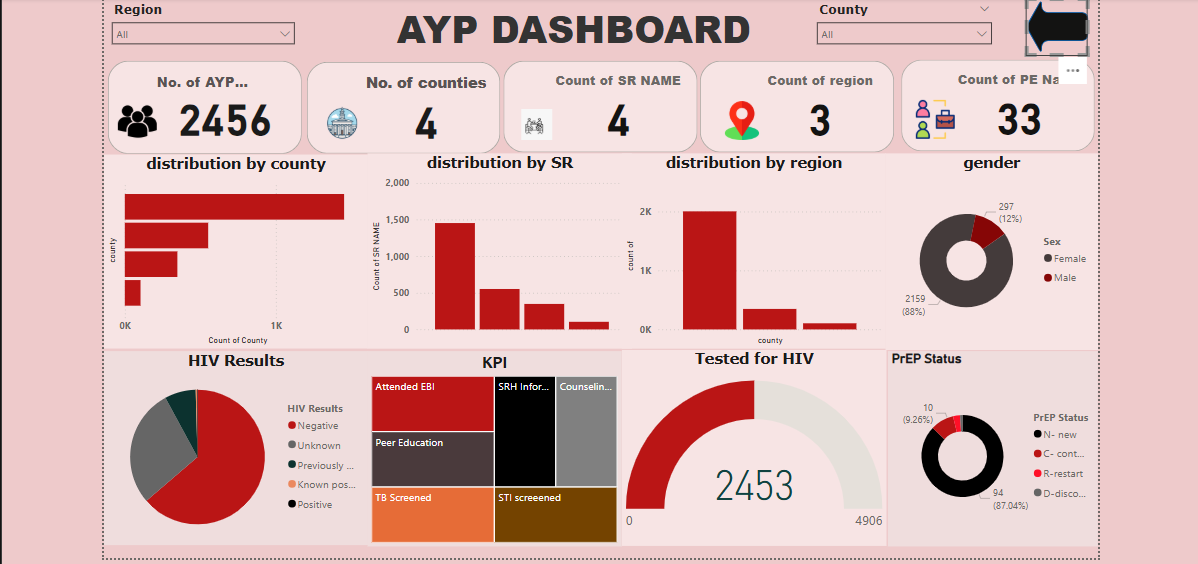 Region
All
AYP DASHBOARD
County
All
No. of AYP...
2456
No. of counties
4
Count of SR NAME
4
Count of region
3
Count of PE Na
33
...
distribution by county
county
0K
1K
Count of County
distribution by SR
Count of SR NAME
2,000
1,500
1,000
500
0
distribution by region
count of
2K
1K
0K
county
gender
297
(12%)
2159
(88%)
Sex
Female
Male
HIV Results
HIV Results
Negative
Unknown
Previously ...
Known pos...
Positive
KPI
Attended EBI
Peer Education
TB Screened
SRH Infor...
Counselin...
STI screeened
Tested for HIV
2453
0
4906
PrEP Status
10
(9.26%)
94
(87.04%)
PrEP Status
N- new
C- cont...
R-restart
D-disco...